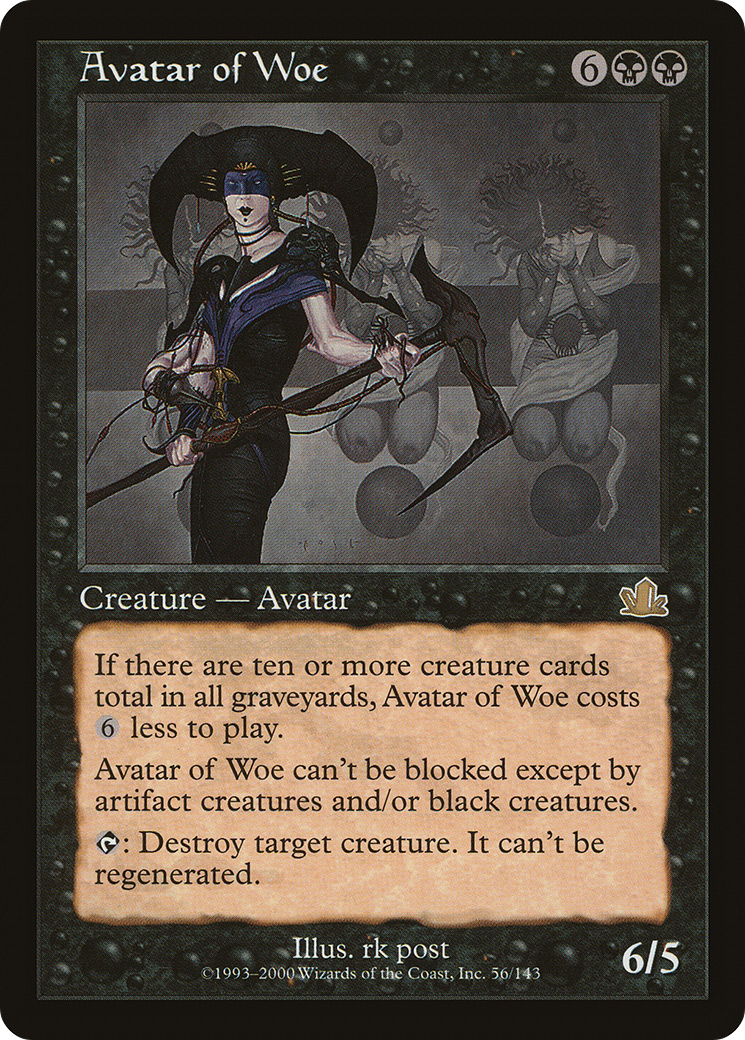 Avatar of Woe 6
Post
Creature — Avatar
If there are ten or more creature cards
total in all graveyards, Avatar of Woe costs
6 less to play.
Avatar of Woe can't be blocked except by
artifact creatures and/or black creatures.
: Destroy target creature. It can't be
regenerated.
Illus. rk post
©1993–2000 Wizards of the Coast, Inc. 56/143
6/5